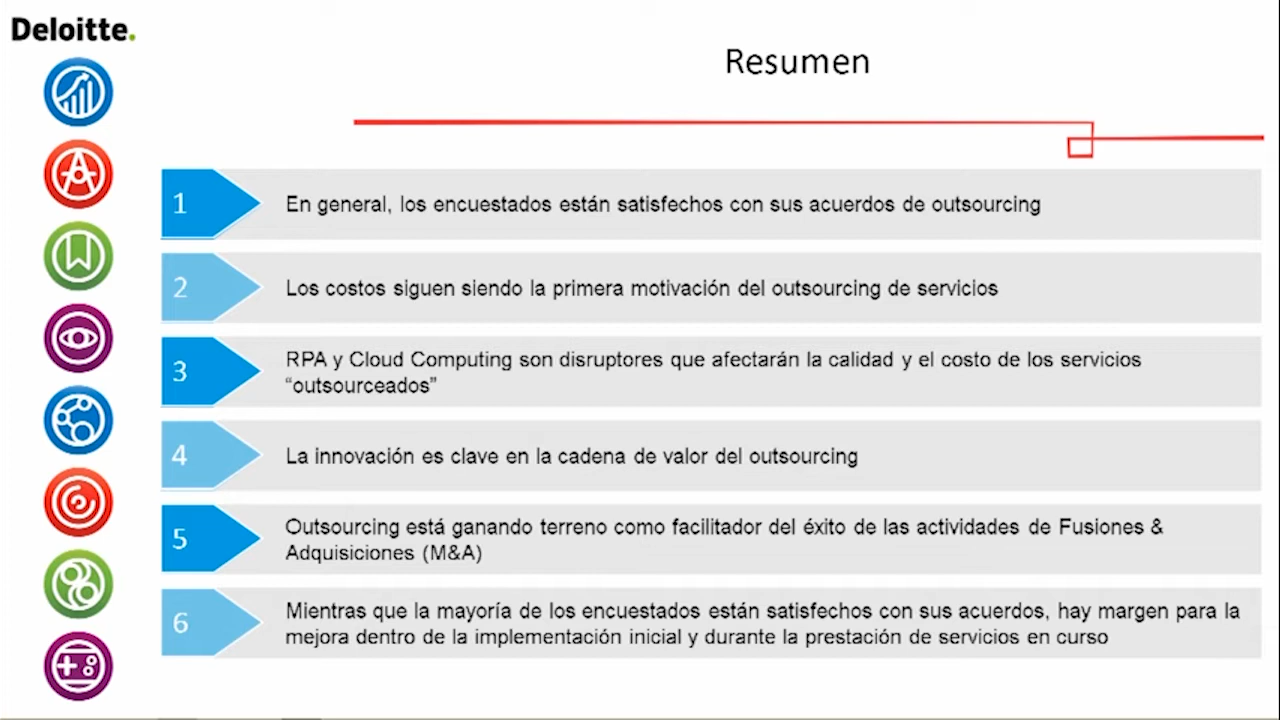 Deloitte.
Resumen
1
En general, los encuestados están satisfechos con sus acuerdos de outsourcing
2
Los costos siguen siendo la primera motivación del outsourcing de servicios
3
RPA y Cloud Computing son disruptores que afectarán la calidad y el costo de los servicios
“outsourceados”
4
La innovación es clave en la cadena de valor del outsourcing
5
Outsourcing está ganando terreno como facilitador del éxito de las actividades de Fusiones &
Adquisiciones (M&A)
6
Mientras que la mayoría de los encuestados están satisfechos con sus acuerdos, hay margen para la
mejora dentro de la implementación inicial y durante la prestación de servicios en curso